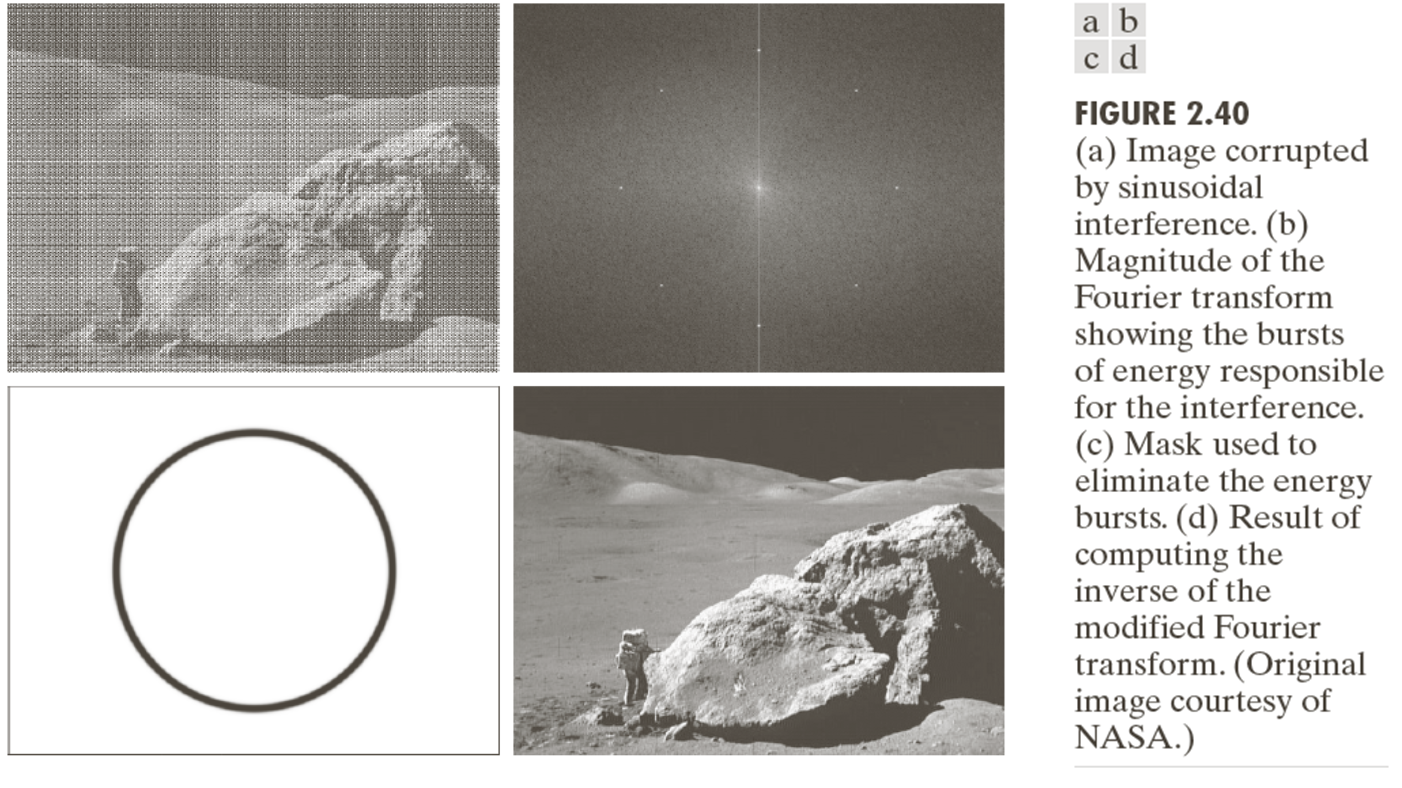 a b
c d
FIGURE 2.40
(a) Image corrupted
by sinusoidal
interference. (b)
Magnitude of the
Fourier transform
showing the bursts
of energy responsible
for the interference.
(c) Mask used to
eliminate the energy
bursts. (d) Result of
computing the
inverse of the
modified Fourier
transform. (Original
image courtesy of
NASA.)